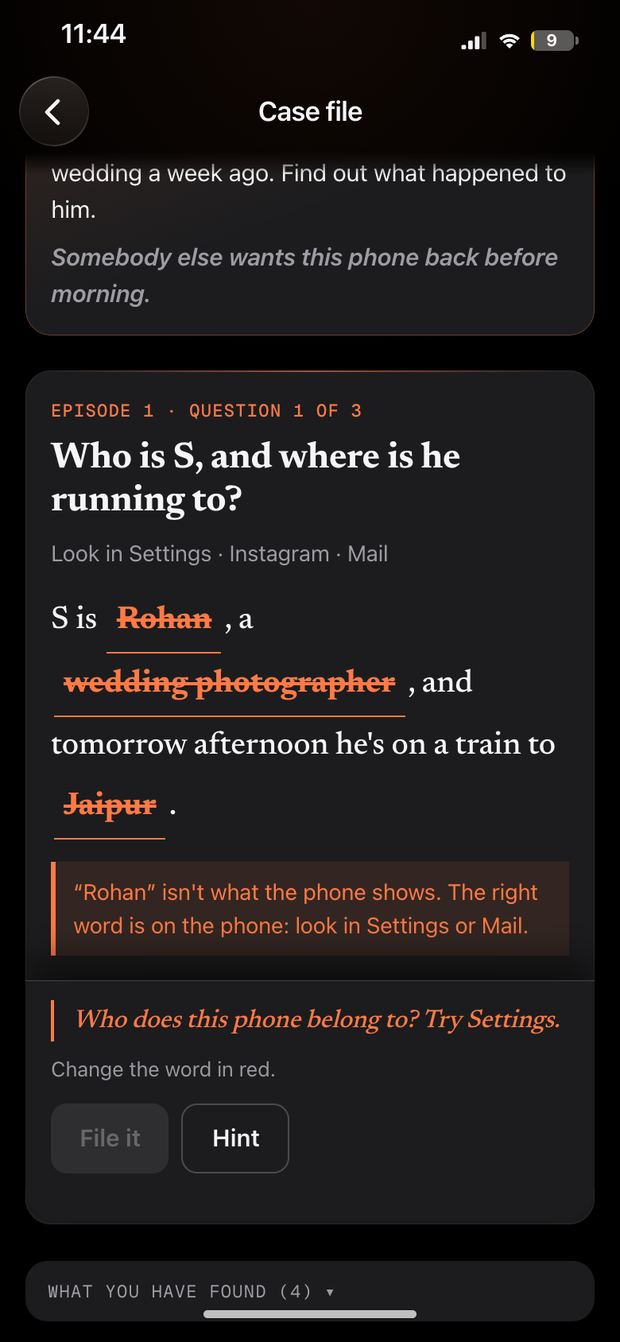 11:44
9
Case file
wedding a week ago. Find out what happened to
him.
Somebody else wants this phone back before
morning.
EPISODE 1 · QUESTION 1 OF 3
Who is S, and where is he
running to?
Look in Settings · Instagram · Mail
S is Rohan , a
wedding photographer , and
tomorrow afternoon he's on a train to
Jaipur .
“Rohan” isn't what the phone shows. The right
word is on the phone: look in Settings or Mail.
Who does this phone belong to? Try Settings.
Change the word in red.
File it
Hint
WHAT YOU HAVE FOUND (4) ▾